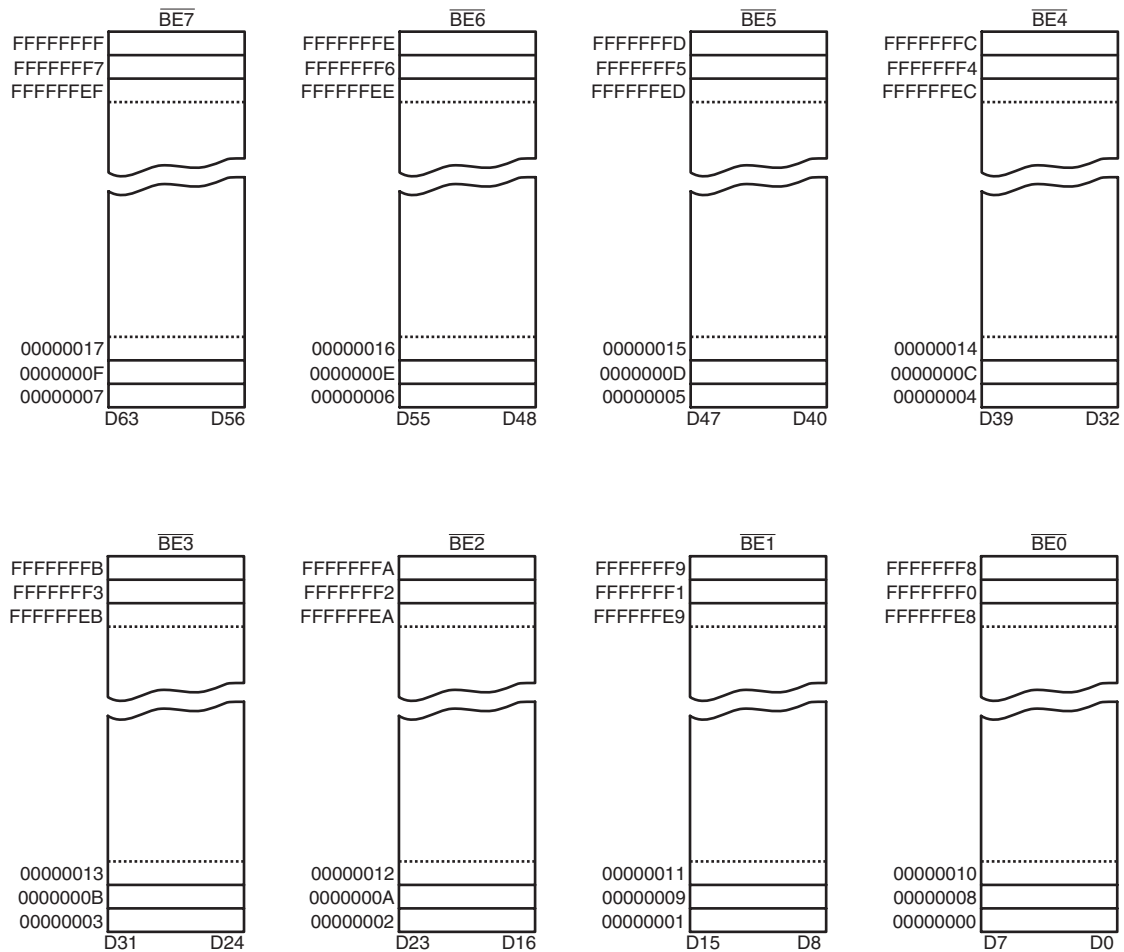 BE7 BE6 BE5 BE4
FFFFFFFF FFFFFFFE FFFFFFFD FFFFFFFC
FFFFFFF7 FFFFFFF6 FFFFFFF5 FFFFFFF4
FFFFFFEF FFFFFFEE FFFFFFED FFFFFFEC
00000017 00000016 00000015 00000014
0000000F 0000000E 0000000D 0000000C
00000007 00000006 00000005 00000004
D63 D56 D55 D48 D47 D40 D39 D32
BE3 BE2 BE1 BE0
FFFFFFFB FFFFFFFA FFFFFFF9 FFFFFFF8
FFFFFFF3 FFFFFFF2 FFFFFFF1 FFFFFFF0
FFFFFFEB FFFFFFEA FFFFFFE9 FFFFFFE8
00000013 00000012 00000011 00000010
0000000B 0000000A 00000009 00000008
00000003 00000002 00000001 00000000
D31 D24 D23 D16 D15 D8 D7 D0